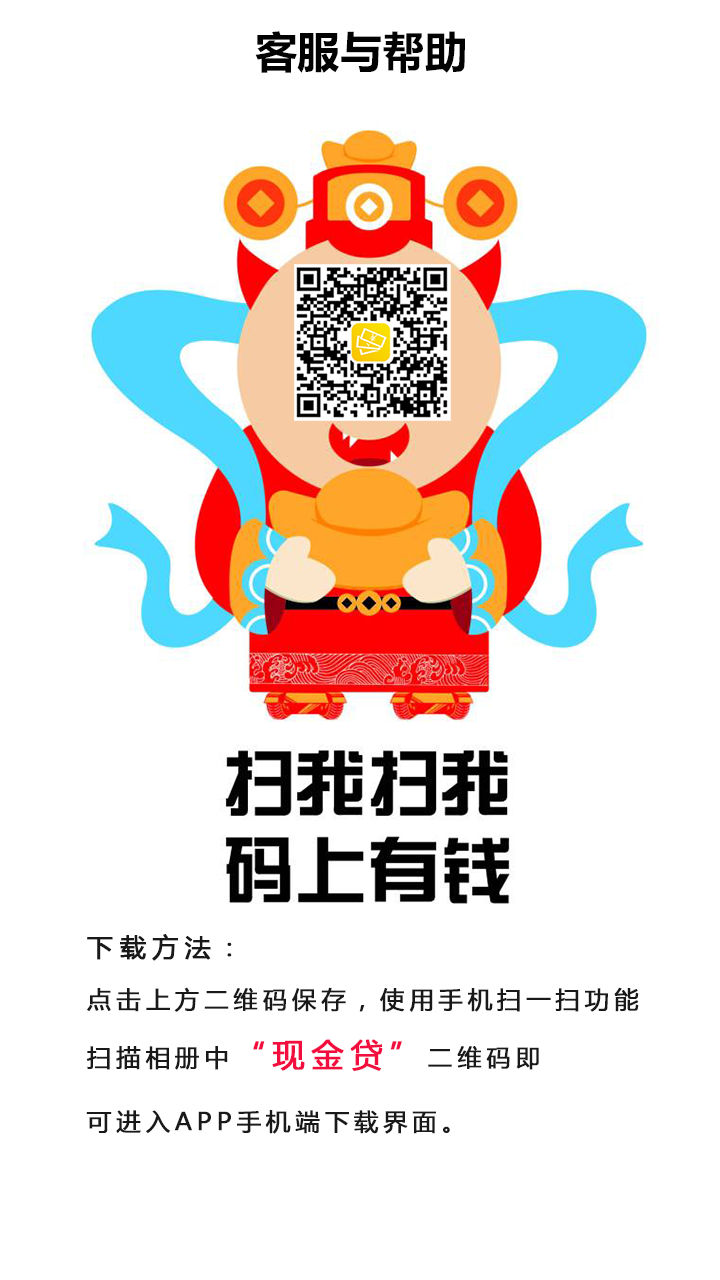 客服与帮助
扫我扫我
码上有钱
下载方法：
点击上方二维码保存，使用手机扫一扫功能
扫描相册中“现金贷”二维码即
可进入APP手机端下载界面。